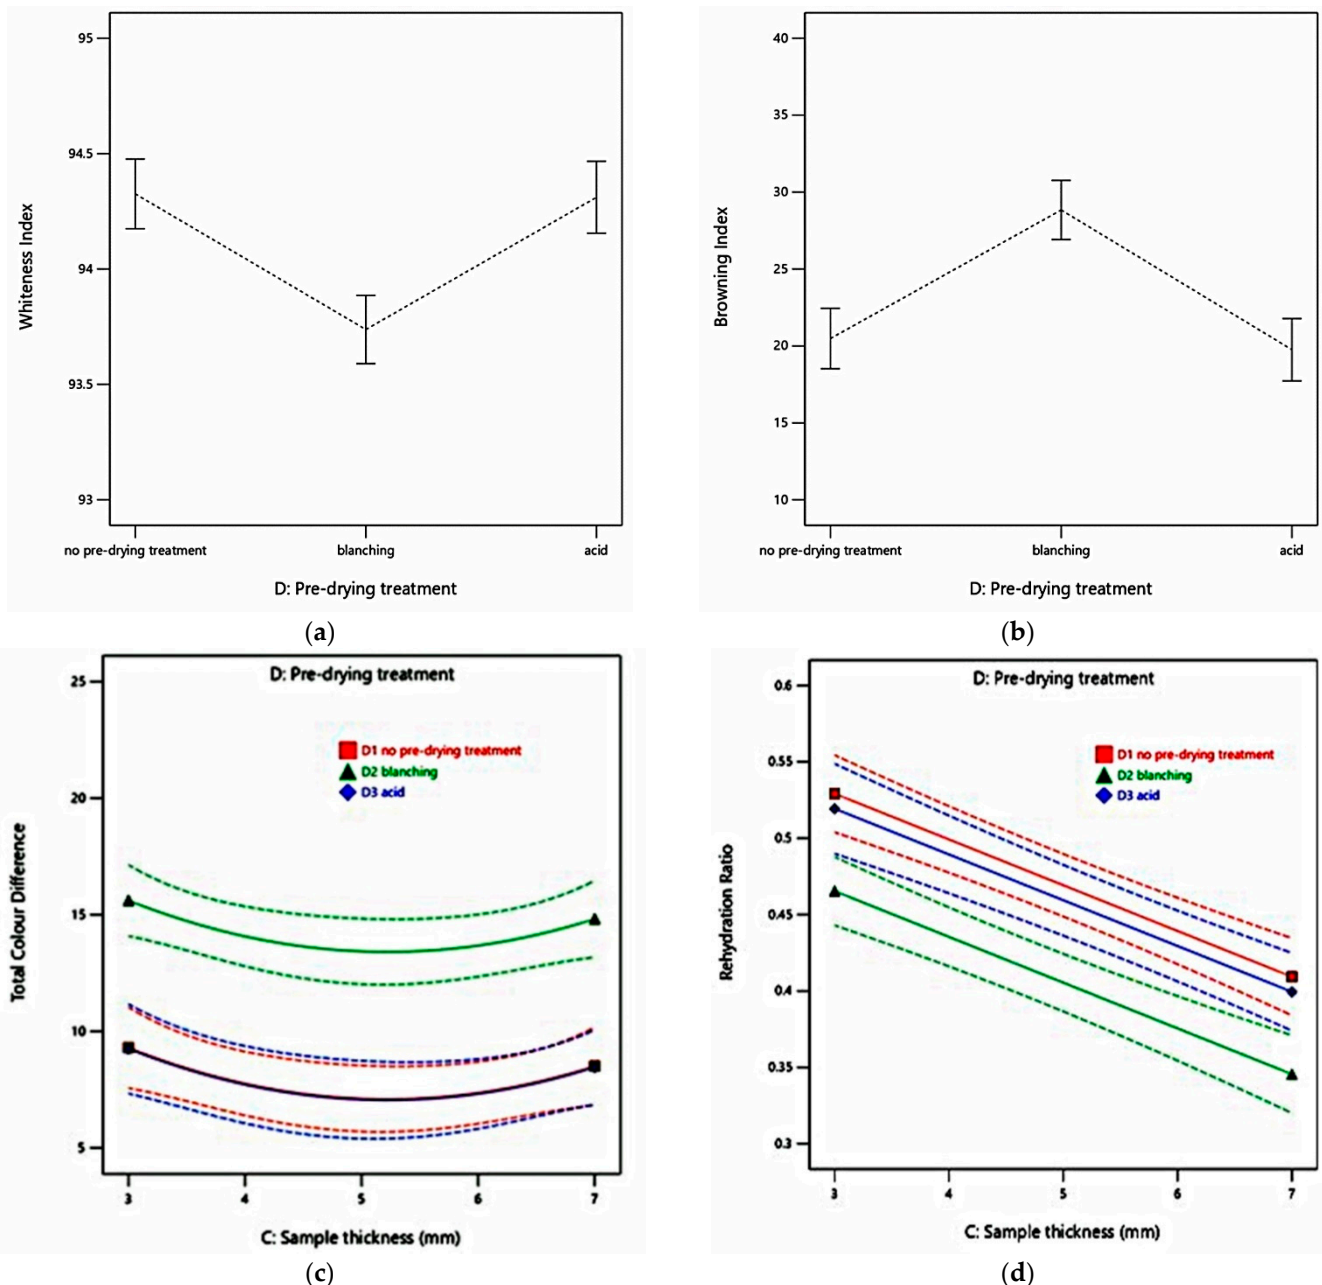 95
94.5
94
93.5
93
Whiteness Index
no pre-drying treatment
blanching
acid
D: Pre-drying treatment
(a)
40
35
30
25
20
15
10
Browning Index
no pre-drying treatment
blanching
acid
D: Pre-drying treatment
(b)
D: Pre-drying treatment
D1 no pre-drying treatment
D2 blanching
D3 acid
25
20
15
10
5
Total Colour Difference
3 4 5 6 7
C: Sample thickness (mm)
(c)
D: Pre-drying treatment
D1 no pre-drying treatment
D2 blanching
D3 acid
0.6
0.55
0.5
0.45
0.4
0.35
0.3
Rehydration Ratio
3 4 5 6 7
C: Sample thickness (mm)
(d)